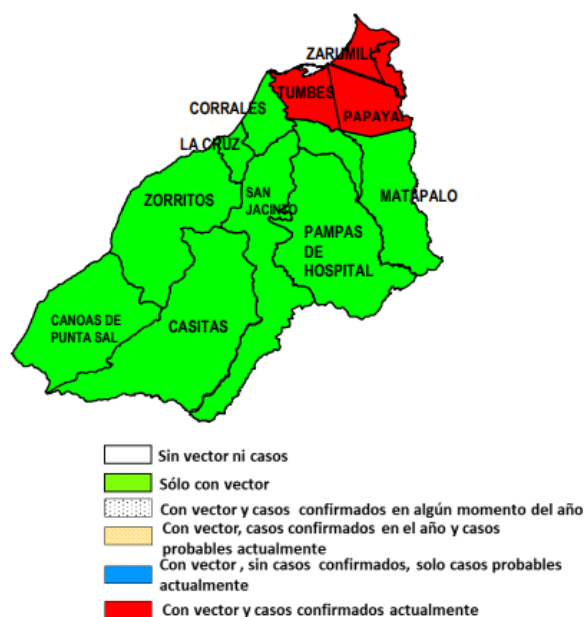 ZARUMILL
TUMBES
CORRALES
PAPAYAL
LA CRUZ
SAN
JACINTO
MATAPALO
ZORRITOS
PAMPAS
DE
HOSPITAL
CANOAS DE
PUNTA SAL
CASITAS
Sin vector ni casos
Sólo con vector
Con vector y casos confirmados en algún momento del año
Con vector, casos confirmados en el año y casos
probables actualmente
Con vector , sin casos confirmados, solo casos probables
actualmente
Con vector y casos confirmados actualmente